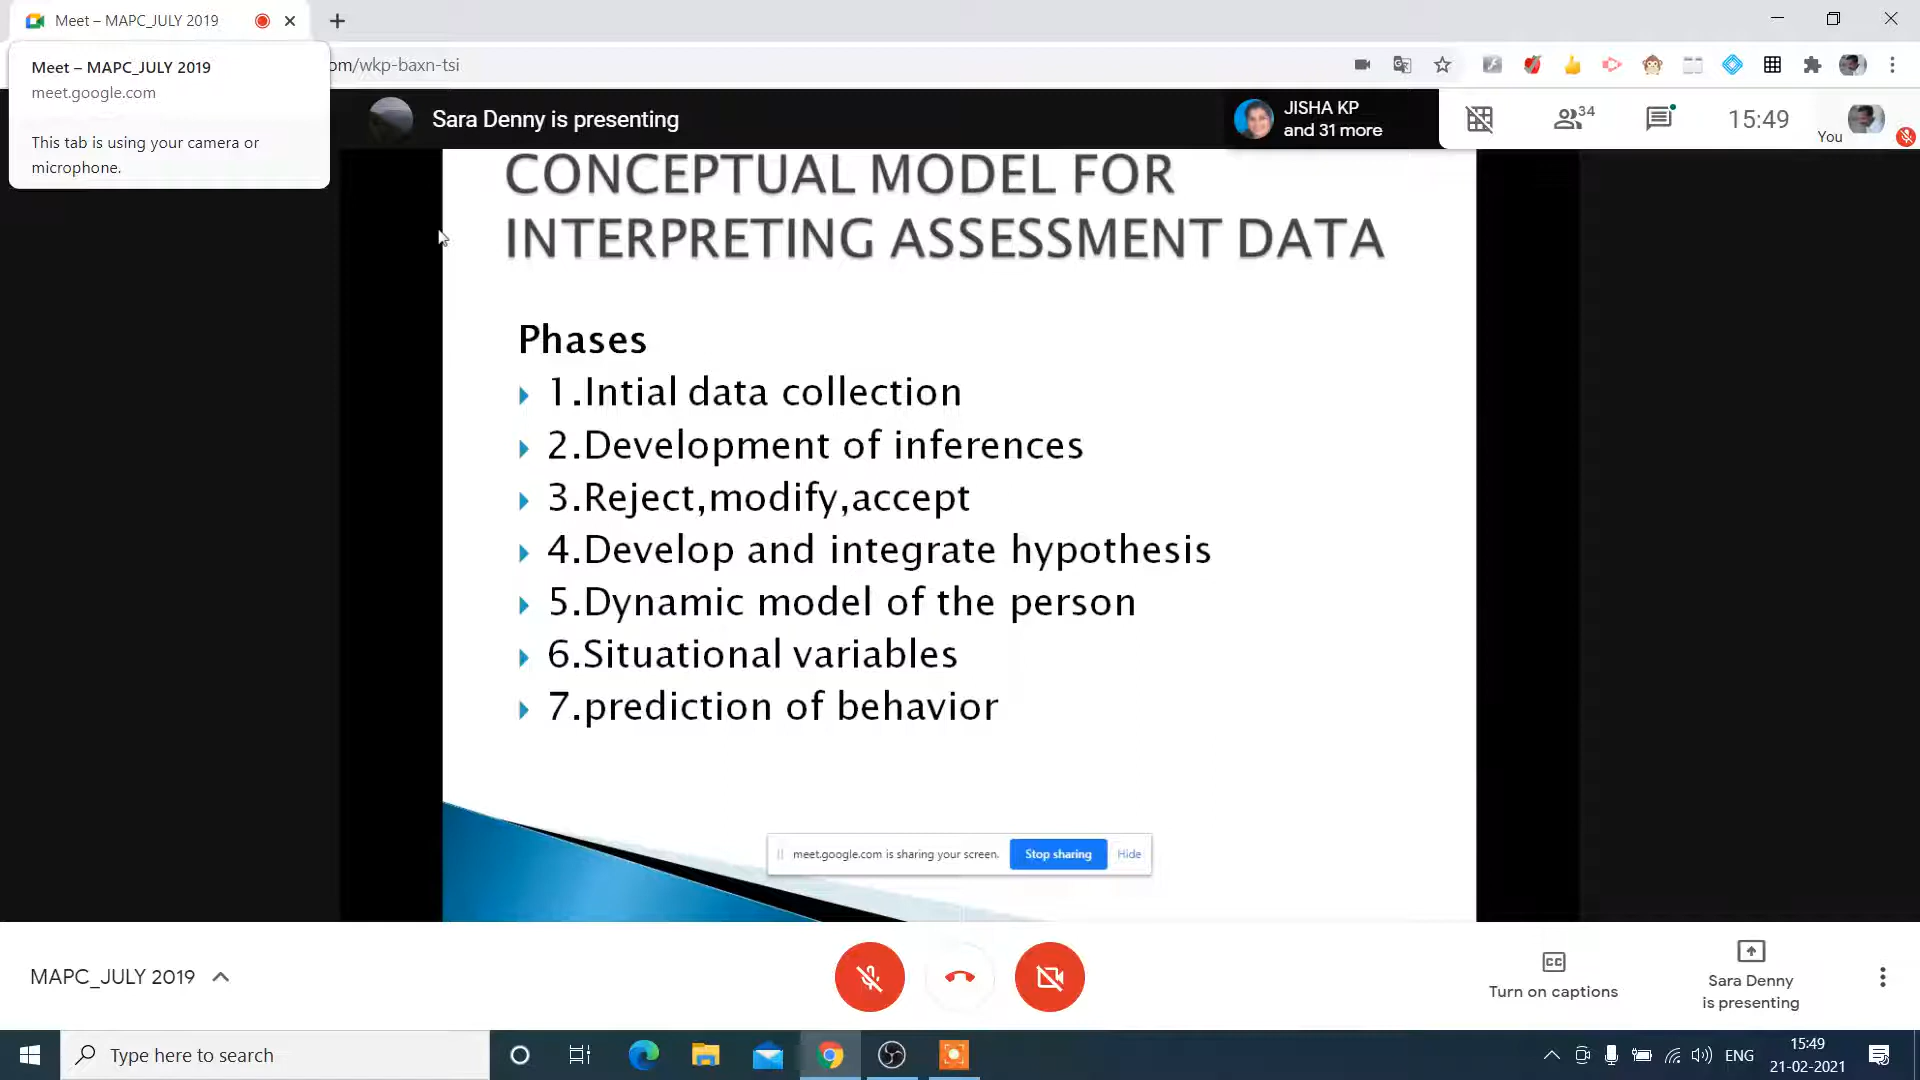 Meet – MAPC_JULY 2019
Meet – MAPC_JULY 2019
meet.google.com
This tab is using your camera or
microphone.
om/wkp-baxn-tsi
Sara Denny is presenting
JISHA KP
and 31 more
34
15:49
You
CONCEPTUAL MODEL FOR
INTERPRETING ASSESSMENT DATA
Phases
1.Intial data collection
2.Development of inferences
3.Reject,modify,accept
4.Develop and integrate hypothesis
5.Dynamic model of the person
6.Situational variables
7.prediction of behavior
meet.google.com is sharing your screen.
Stop sharing
Hide
MAPC_JULY 2019
CC
Turn on captions
Sara Denny
is presenting
Type here to search
ENG
15:49
21-02-2021